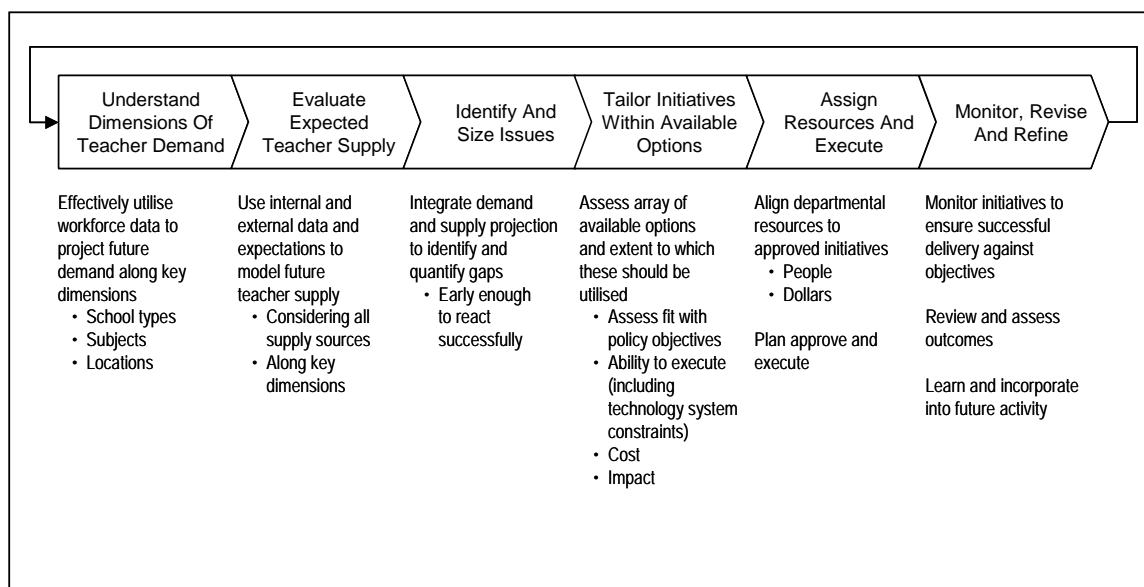 Understand
Dimensions Of
Teacher Demand
Evaluate
Expected
Teacher Supply
Identify And
Size Issues
Tailor Initiatives
Within Available
Options
Assign
Resources And
Execute
Monitor, Revise
And Refine
Effectively utilise
workforce data to
project future
demand along key
dimensions
• School types
• Subjects
• Locations
Use internal and
external data and
expectations to
model future
teacher supply
• Considering all
supply sources
• Along key
dimensions
Integrate demand
and supply projection
to identify and
quantify gaps
• Early enough
to react
successfully
Assess array of
available options
and extent to which
these should be
utilised
• Assess fit with
policy objectives
• Ability to execute
(including
technology system
constraints)
• Cost
• Impact
Align departmental
resources to
approved initiatives
• People
• Dollars
Plan approve and
execute
Monitor initiatives to
ensure successful
delivery against
objectives
Review and assess
outcomes
Learn and incorporate
into future activity